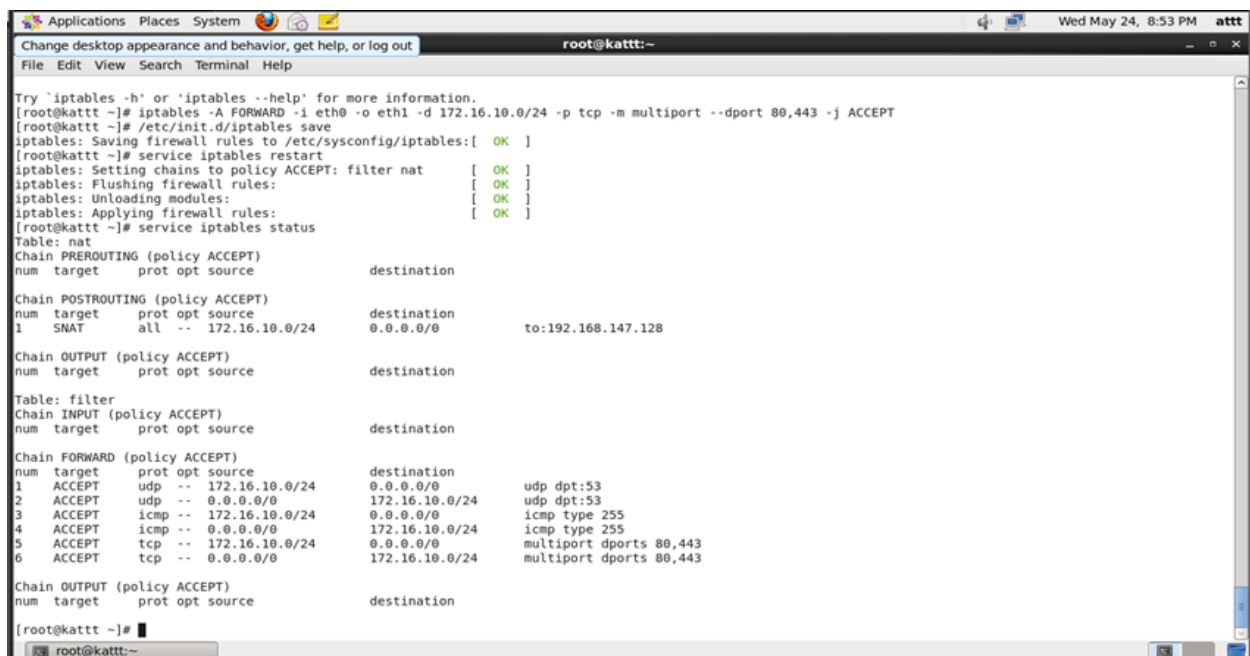 Applications Places System Wed May 24, 8:53 PM attt
Change desktop appearance and behavior, get help, or log out root@kattt:~
File Edit View Search Terminal Help
Try `iptables -h' or 'iptables --help' for more information.
[root@kattt ~]# iptables -A FORWARD -i eth0 -o eth1 -d 172.16.10.0/24 -p tcp -m multiport --dport 80,443 -j ACCEPT
[root@kattt ~]# /etc/init.d/iptables save
iptables: Saving firewall rules to /etc/sysconfig/iptables:[  OK  ]
[root@kattt ~]# service iptables restart
iptables: Setting chains to policy ACCEPT: filter nat      [  OK  ]
iptables: Flushing firewall rules:                         [  OK  ]
iptables: Unloading modules:                               [  OK  ]
iptables: Applying firewall rules:                         [  OK  ]
[root@kattt ~]# service iptables status
Table: nat
Chain PREROUTING (policy ACCEPT)
num  target     prot opt source               destination
Chain POSTROUTING (policy ACCEPT)
num  target     prot opt source               destination
1    SNAT       all  --  172.16.10.0/24       0.0.0.0/0           to:192.168.147.128
Chain OUTPUT (policy ACCEPT)
num  target     prot opt source               destination
Table: filter
Chain INPUT (policy ACCEPT)
num  target     prot opt source               destination
Chain FORWARD (policy ACCEPT)
num  target     prot opt source               destination
1    ACCEPT     udp  --  172.16.10.0/24       0.0.0.0/0           udp dpt:53
2    ACCEPT     udp  --  0.0.0.0/0            172.16.10.0/24      udp dpt:53
3    ACCEPT     icmp --  172.16.10.0/24       0.0.0.0/0           icmp type 255
4    ACCEPT     icmp --  0.0.0.0/0            172.16.10.0/24      icmp type 255
5    ACCEPT     tcp  --  172.16.10.0/24       0.0.0.0/0           multiport dports 80,443
6    ACCEPT     tcp  --  0.0.0.0/0            172.16.10.0/24      multiport dports 80,443
Chain OUTPUT (policy ACCEPT)
num  target     prot opt source               destination
[root@kattt ~]#
root@kattt:~